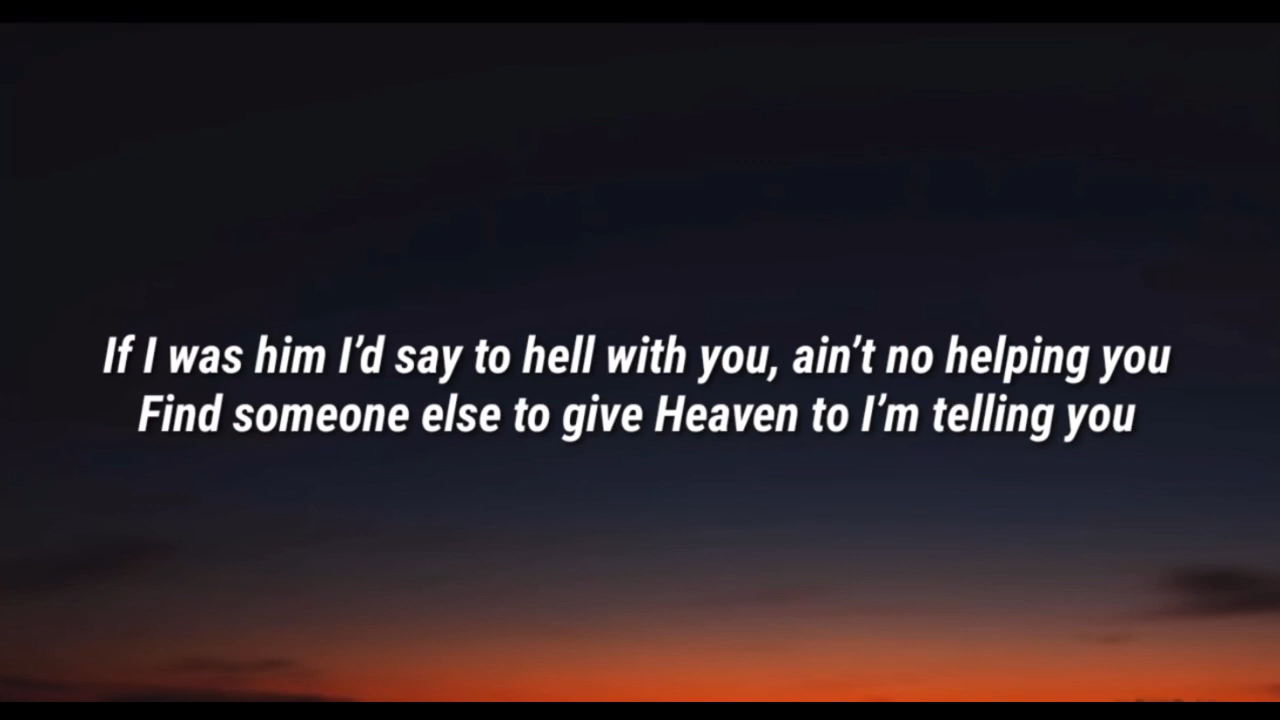 If I was him I’d say to hell with you, ain’t no helping you
Find someone else to give Heaven to I’m telling you